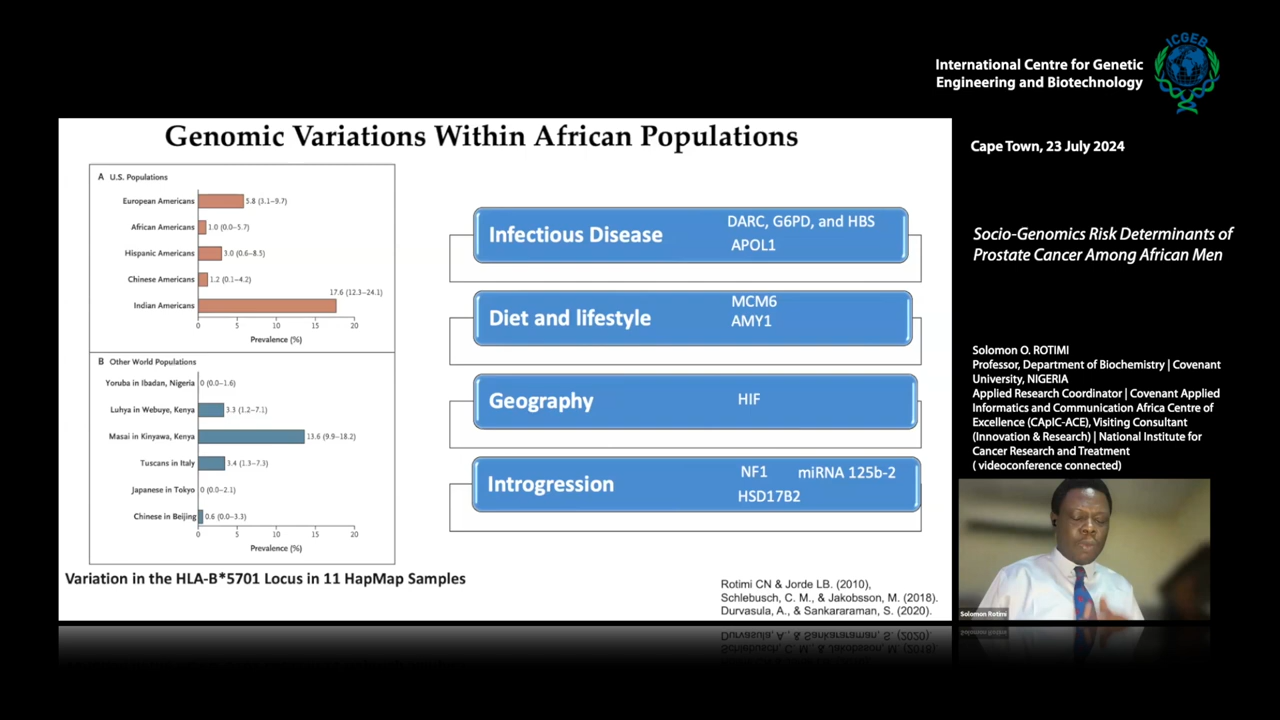 ICGEB
International Centre for Genetic
Engineering and Biotechnology
Cape Town, 23 July 2024
Socio-Genomics Risk Determinants of
Prostate Cancer Among African Men
Solomon O. ROTIMI
Professor, Department of Biochemistry | Covenant
University, NIGERIA
Applied Research Coordinator | Covenant Applied
Informatics and Communication Africa Centre of
Excellence (CApIC-ACE), Visiting Consultant
(Innovation & Research) | National Institute for
Cancer Research and Treatment
( videoconference connected)
Solomon Rotimi
Genomic Variations Within African Populations
A U.S. Populations
European Americans 5.8 (3.1–9.7)
African Americans 1.0 (0.0–5.7)
Hispanic Americans 3.0 (0.6–8.5)
Chinese Americans 1.2 (0.1–4.2)
Indian Americans 17.6 (12.3–24.1)
0 5 10 15 20
Prevalence (%)
B Other World Populations
Yoruba in Ibadan, Nigeria 0 (0.0–1.6)
Luhya in Webuye, Kenya 3.3 (1.2–7.1)
Masai in Kinyawa, Kenya 13.6 (9.9–18.2)
Tuscans in Italy 3.4 (1.3–7.3)
Japanese in Tokyo 0 (0.0–2.1)
Chinese in Beijing 0.6 (0.0–3.3)
0 5 10 15 20
Prevalence (%)
Variation in the HLA-B*5701 Locus in 11 HapMap Samples
Infectious Disease
DARC, G6PD, and HBS
APOL1
Diet and lifestyle
MCM6
AMY1
Geography
HIF
Introgression
NF1 miRNA 125b-2
HSD17B2
Rotimi CN & Jorde LB. (2010),
Schlebusch, C. M., & Jakobsson, M. (2018).
Durvasula, A., & Sankararaman, S. (2020).